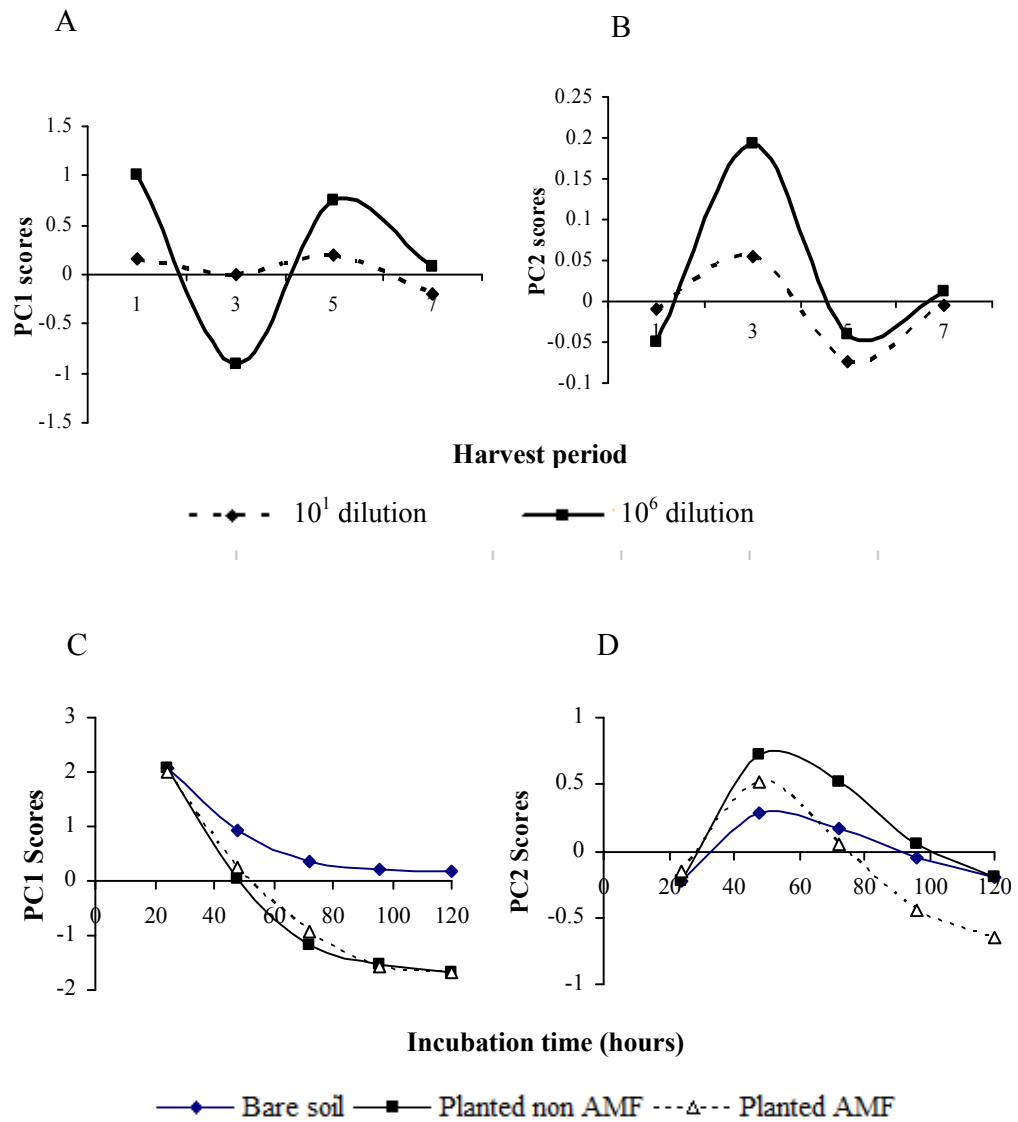 A
B
PC1 scores
1.5
1
0.5
0
-0.5
-1
-1.5
1 3 5 7
PC2 scores
0.25
0.2
0.15
0.1
0.05
0
-0.05
-0.1
1 3 5 7
Harvest period
10¹ dilution 10⁶ dilution
C
D
PC1 Scores
3
2
1
0
-1
-2
0 20 40 60 80 100 120
PC2 Scores
1
0.5
0
-0.5
-1
0 20 40 60 80 100 120
Incubation time (hours)
Bare soil Planted non AMF Planted AMF